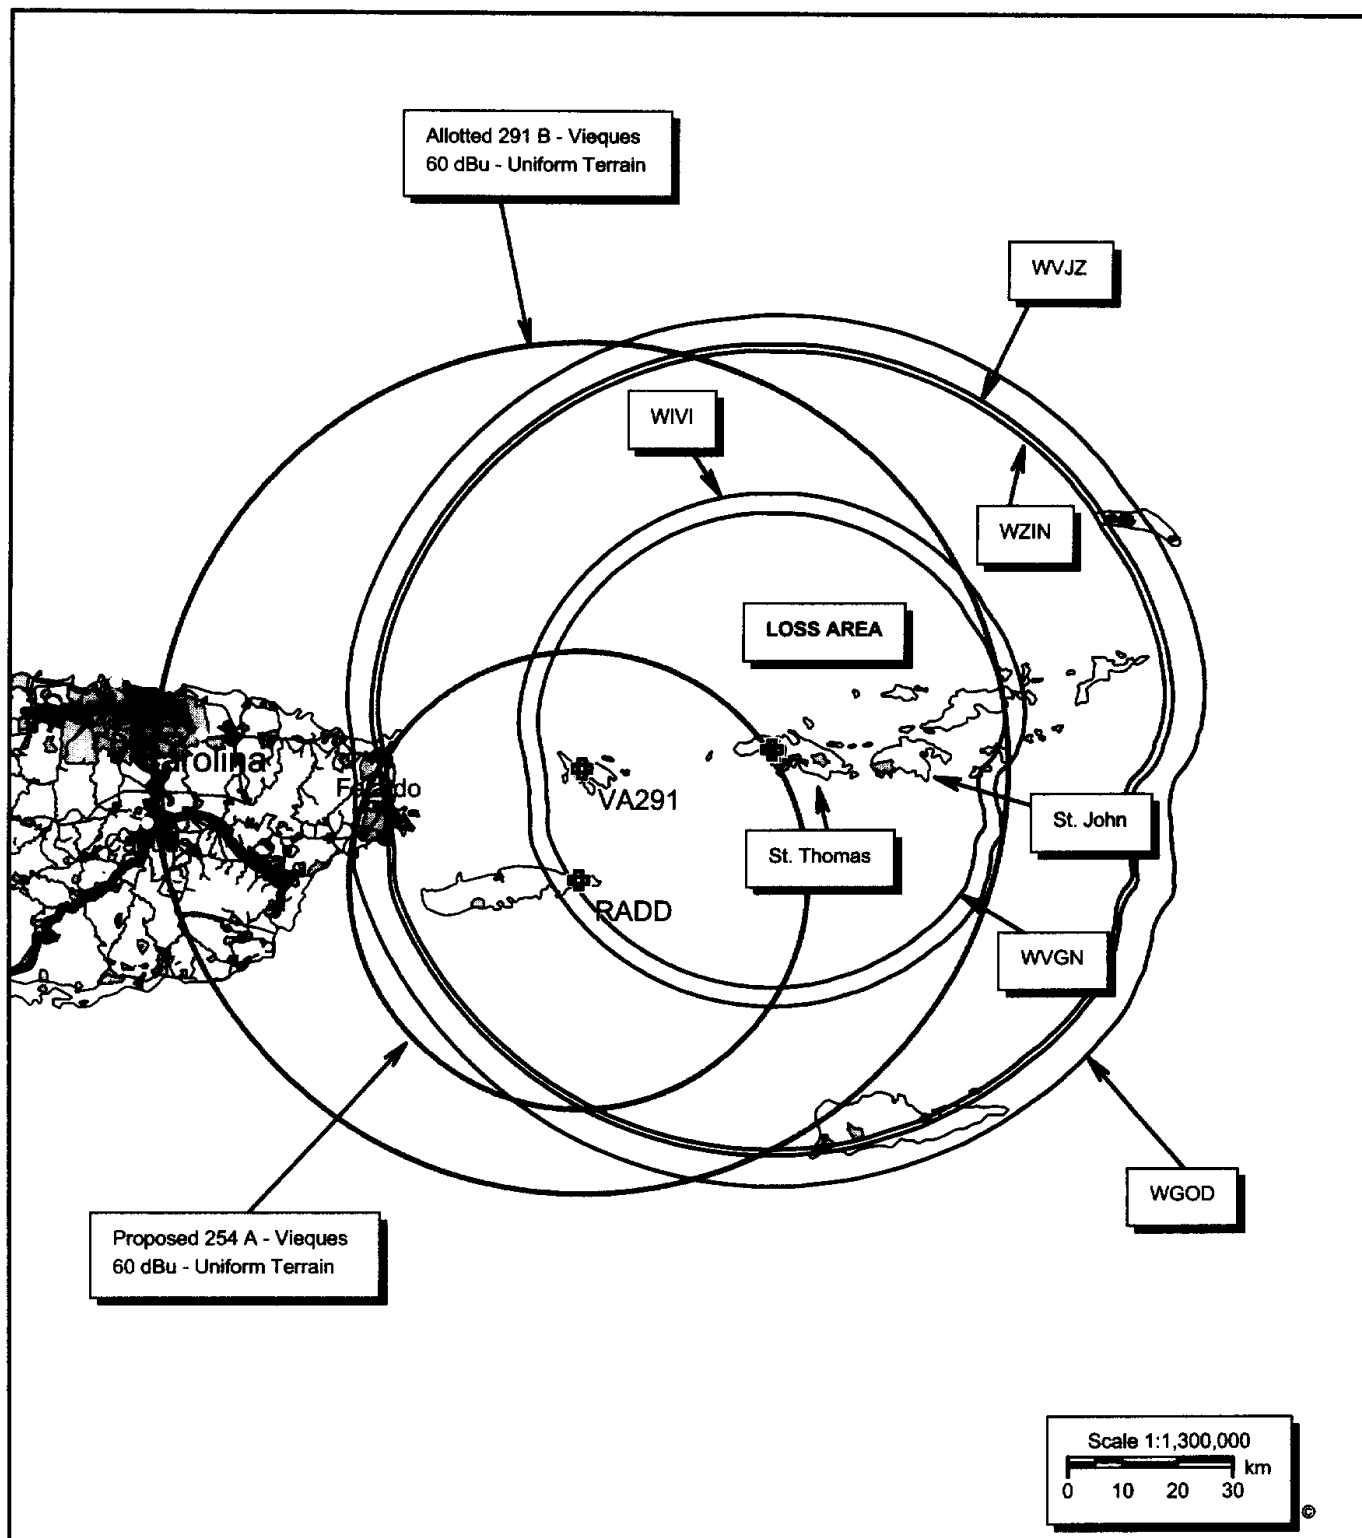 Allotted 291 B - Vieques
60 dBu - Uniform Terrain
WVJZ
WIVI
WZIN
LOSS AREA
VA291
St. John
St. Thomas
RADD
WVGN
WGOD
Proposed 254 A - Vieques
60 dBu - Uniform Terrain
Scale 1:1,300,000
km
0 10 20 30
©